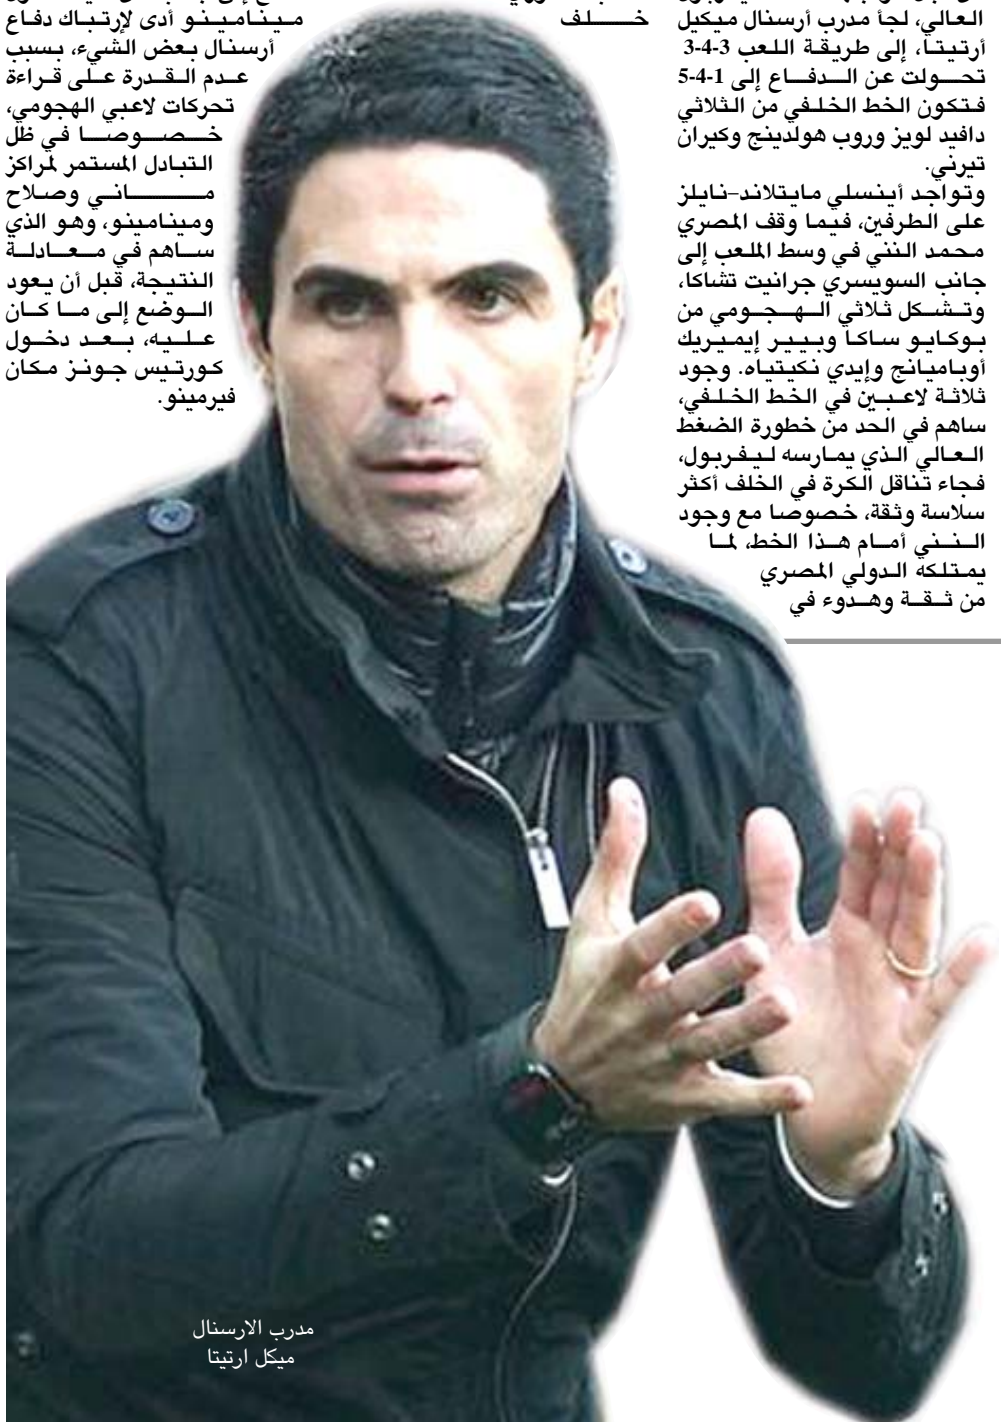 العالي، لجأ مدرب أرسنال ميكيل
أرتيتا، إلى طريقة اللعب 3-4-3
تحولت عن الدفاع إلى 1-4-5
فتكون الخط الخلفي من الثلاثي
دافيد لويز وروب هولدينج وكيران
تيرني.
وتواجد أينسلي مايتلاند-نايلز
على الطرفين، فيما وقف المصري
محمد النني في وسط الملعب إلى
جانب السويسري جرانيت تشاكا،
وتشكل ثلاثي الهجومي من
بوكايو ساكا وبيير إيميريك
أوباميانج وإيدي نكيتياه. وجود
ثلاثة لاعبين في الخط الخلفي،
ساهم في الحد من خطورة الضغط
العالي الذي يمارسه ليفربول،
فجاء تناقل الكرة في الخلف أكثر
سلاسة وثقة، خصوصا مع وجود
النني أمام هذا الخط، لما
يمتلكه الدولي المصري
من ثقة وهدوء في
خلف
مينامينو أدى لإرتباك دفاع
أرسنال بعض الشيء، بسبب
عدم القدرة على قراءة
تحركات لاعبي الهجومي،
خصوصا في ظل
التبادل المستمر لمراكز
ماني وصلاح
ومينامينو، وهو الذي
ساهم في معادلة
النتيجة، قبل أن يعود
الوضع إلى ما كان
عليه، بعد دخول
كورتيس جونز مكان
فيرمينو.
مدرب الارسنال
ميكل ارتيتا